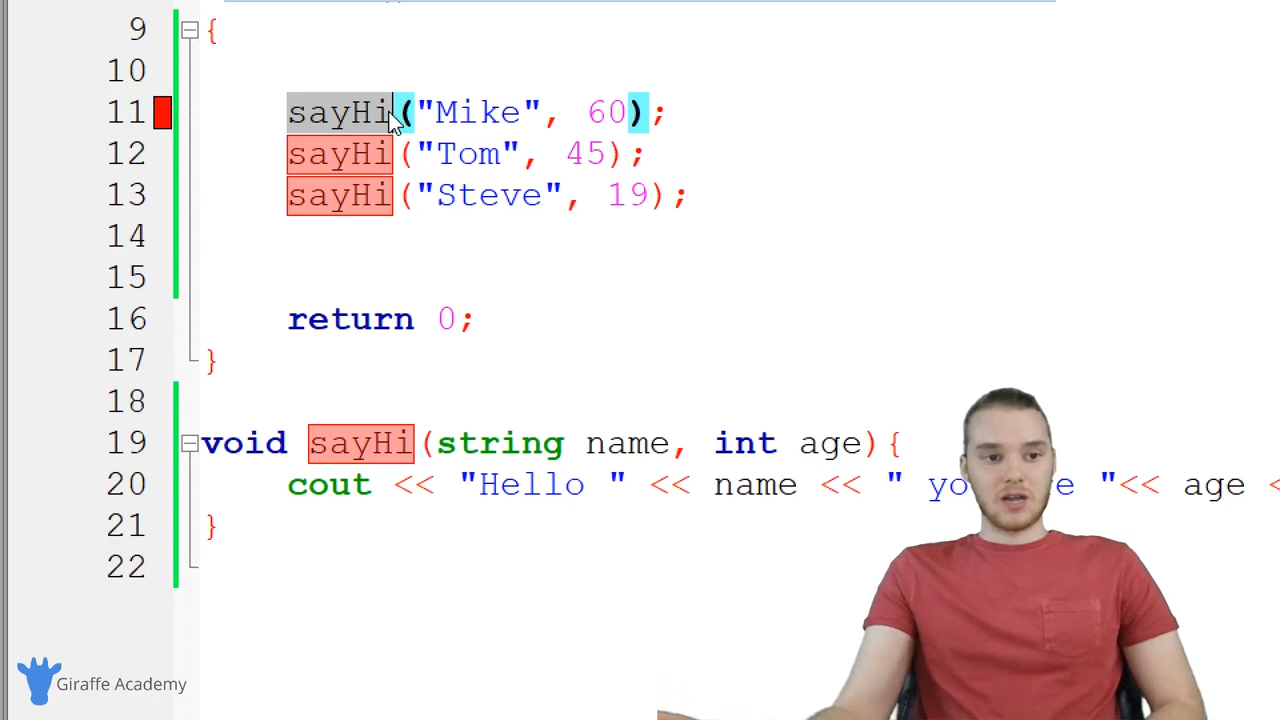 9 {
10
11 sayHi("Mike", 60);
12 sayHi("Tom", 45);
13 sayHi("Steve", 19);
14
15
16 return 0;
17 }
18
19 void sayHi(string name, int age){
20 cout << "Hello " << name << " yo e "<< age <
21 }
22
Giraffe Academy